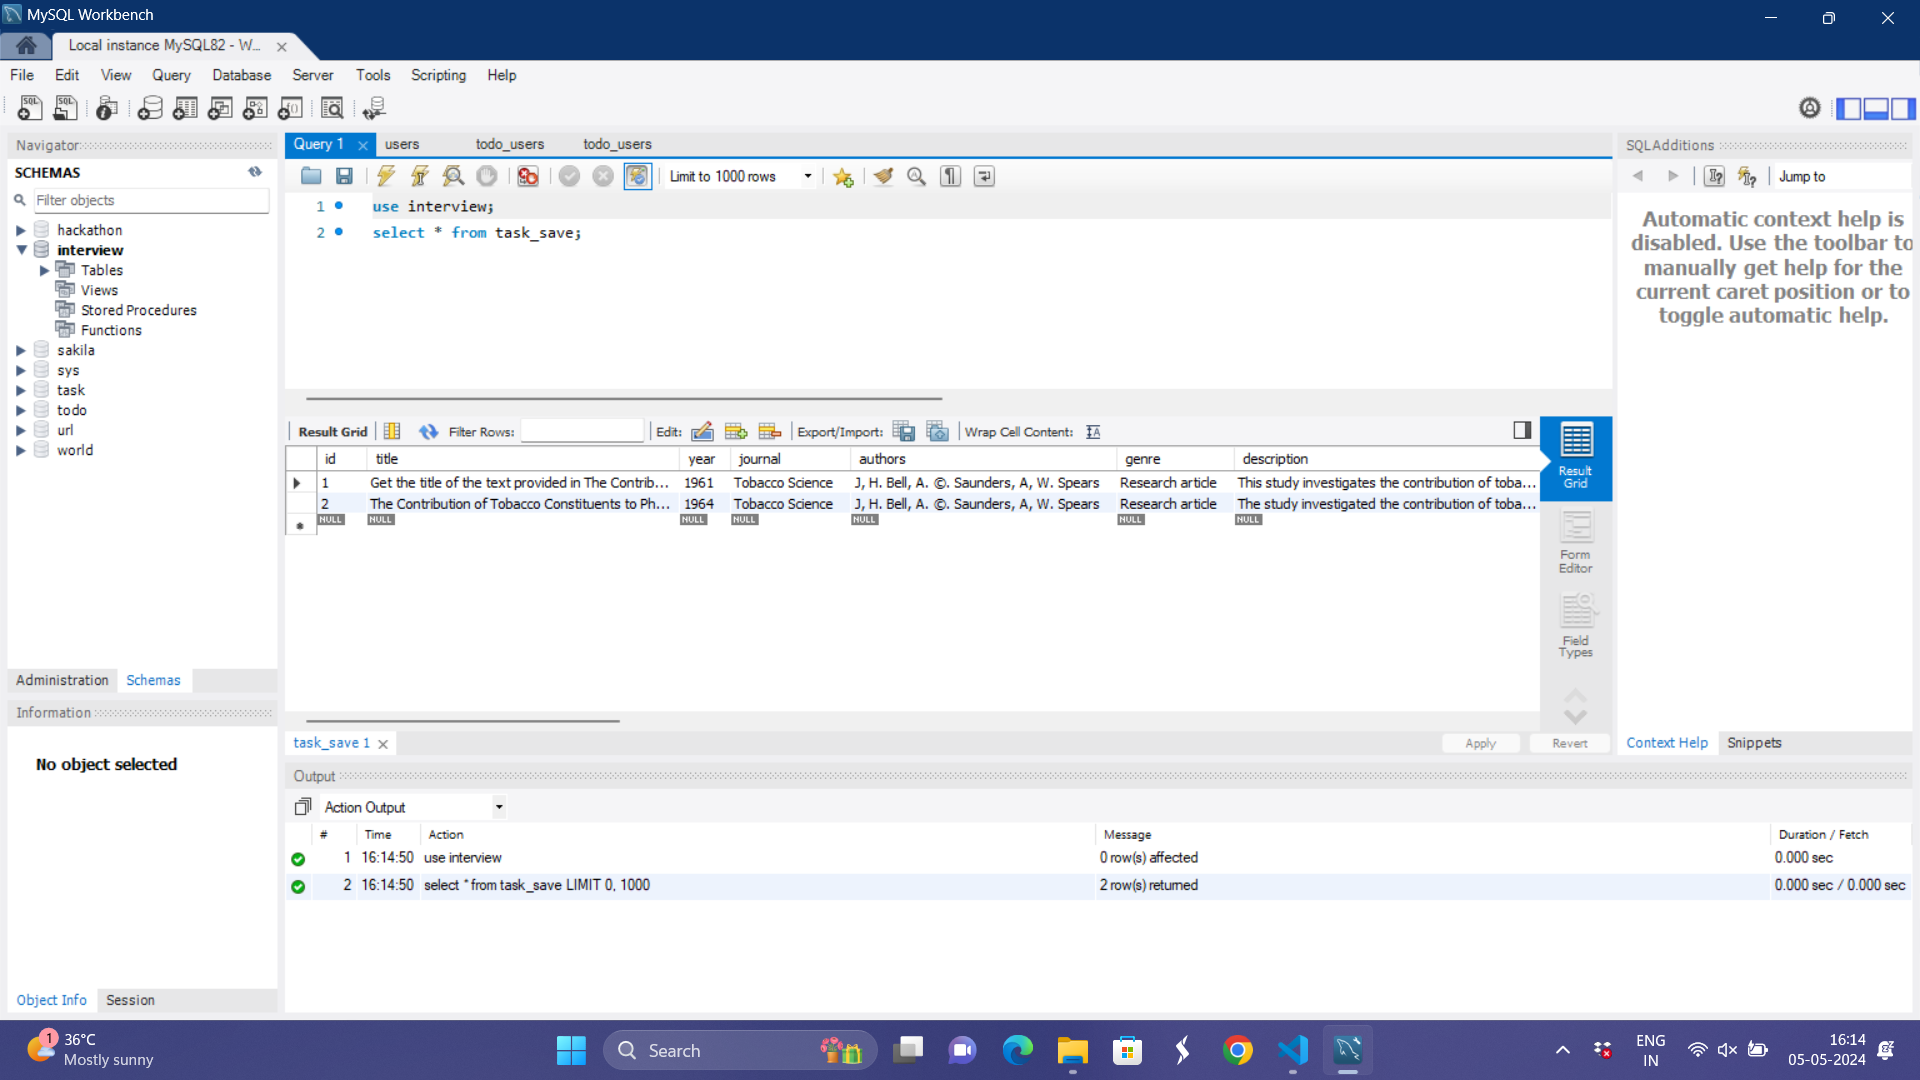 MySQL Workbench
Local instance MySQL82 - W...
File Edit View Query Database Server Tools Scripting Help
Navigator
SCHEMAS
Filter objects
hackathon
interview
Tables
Views
Stored Procedures
Functions
sakila
sys
task
todo
url
world
Administration Schemas
Information
No object selected
Object Info Session
Query 1 users todo_users todo_users
Limit to 1000 rows
1 use interview;
2 select * from task_save;
Result Grid Filter Rows: Edit: Export/Import: Wrap Cell Content:
id title year journal authors genre description
1 Get the title of the text provided in The Contrib... 1961 Tobacco Science J, H. Bell, A. ©. Saunders, A, W. Spears Research article This study investigates the contribution of toba...
2 The Contribution of Tobacco Constituents to Ph... 1964 Tobacco Science J, H. Bell, A. ©. Saunders, A, W. Spears Research article The study investigated the contribution of toba...
NULL NULL NULL NULL NULL NULL NULL
Result
Grid
Form
Editor
Field
Types
task_save 1
Apply Revert
SQLAdditions
Jump to
Automatic context help is
disabled. Use the toolbar to
manually get help for the
current caret position or to
toggle automatic help.
Context Help Snippets
Output
Action Output
# Time Action Message Duration / Fetch
1 16:14:50 use interview 0 row(s) affected 0.000 sec
2 16:14:50 select * from task_save LIMIT 0, 1000 2 row(s) returned 0.000 sec / 0.000 sec
1
36°C
Mostly sunny
Search
ENG
IN
16:14
05-05-2024